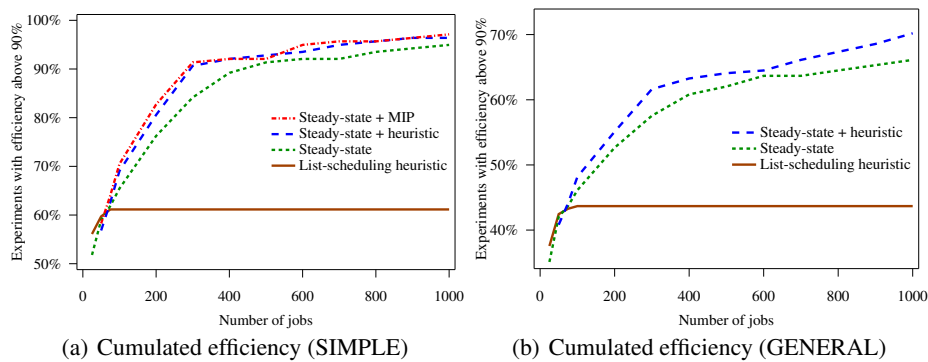 100%
90%
80%
70%
60%
50%
Experiments with efficiency above 90%
Steady-state + MIP
Steady-state + heuristic
Steady-state
List-scheduling heuristic
0 200 400 600 800 1000
Number of jobs
(a) Cumulated efficiency (SIMPLE)
70%
60%
50%
40%
Experiments with efficiency above 90%
Steady-state + heuristic
Steady-state
List-scheduling heuristic
0 200 400 600 800 1000
Number of jobs
(b) Cumulated efficiency (GENERAL)